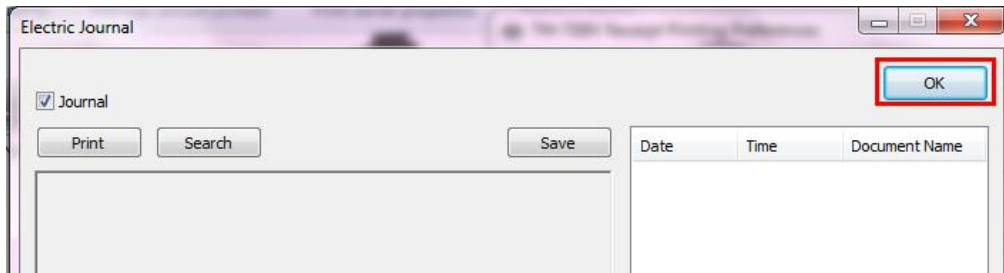 Electric Journal
OK
Journal
Print Search Save Date Time Document Name